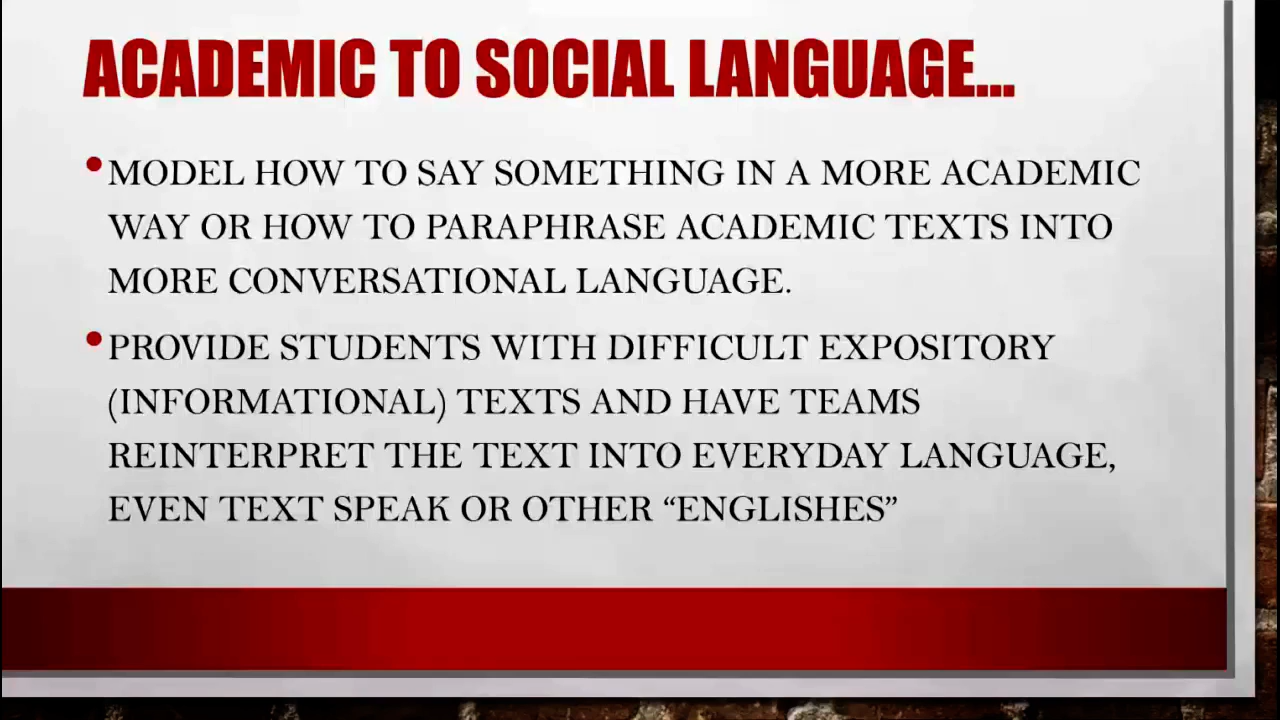 ACADEMIC TO SOCIAL LANGUAGE...
•MODEL HOW TO SAY SOMETHING IN A MORE ACADEMIC
WAY OR HOW TO PARAPHRASE ACADEMIC TEXTS INTO
MORE CONVERSATIONAL LANGUAGE.
•PROVIDE STUDENTS WITH DIFFICULT EXPOSITORY
(INFORMATIONAL) TEXTS AND HAVE TEAMS
REINTERPRET THE TEXT INTO EVERYDAY LANGUAGE,
EVEN TEXT SPEAK OR OTHER “ENGLISHES”